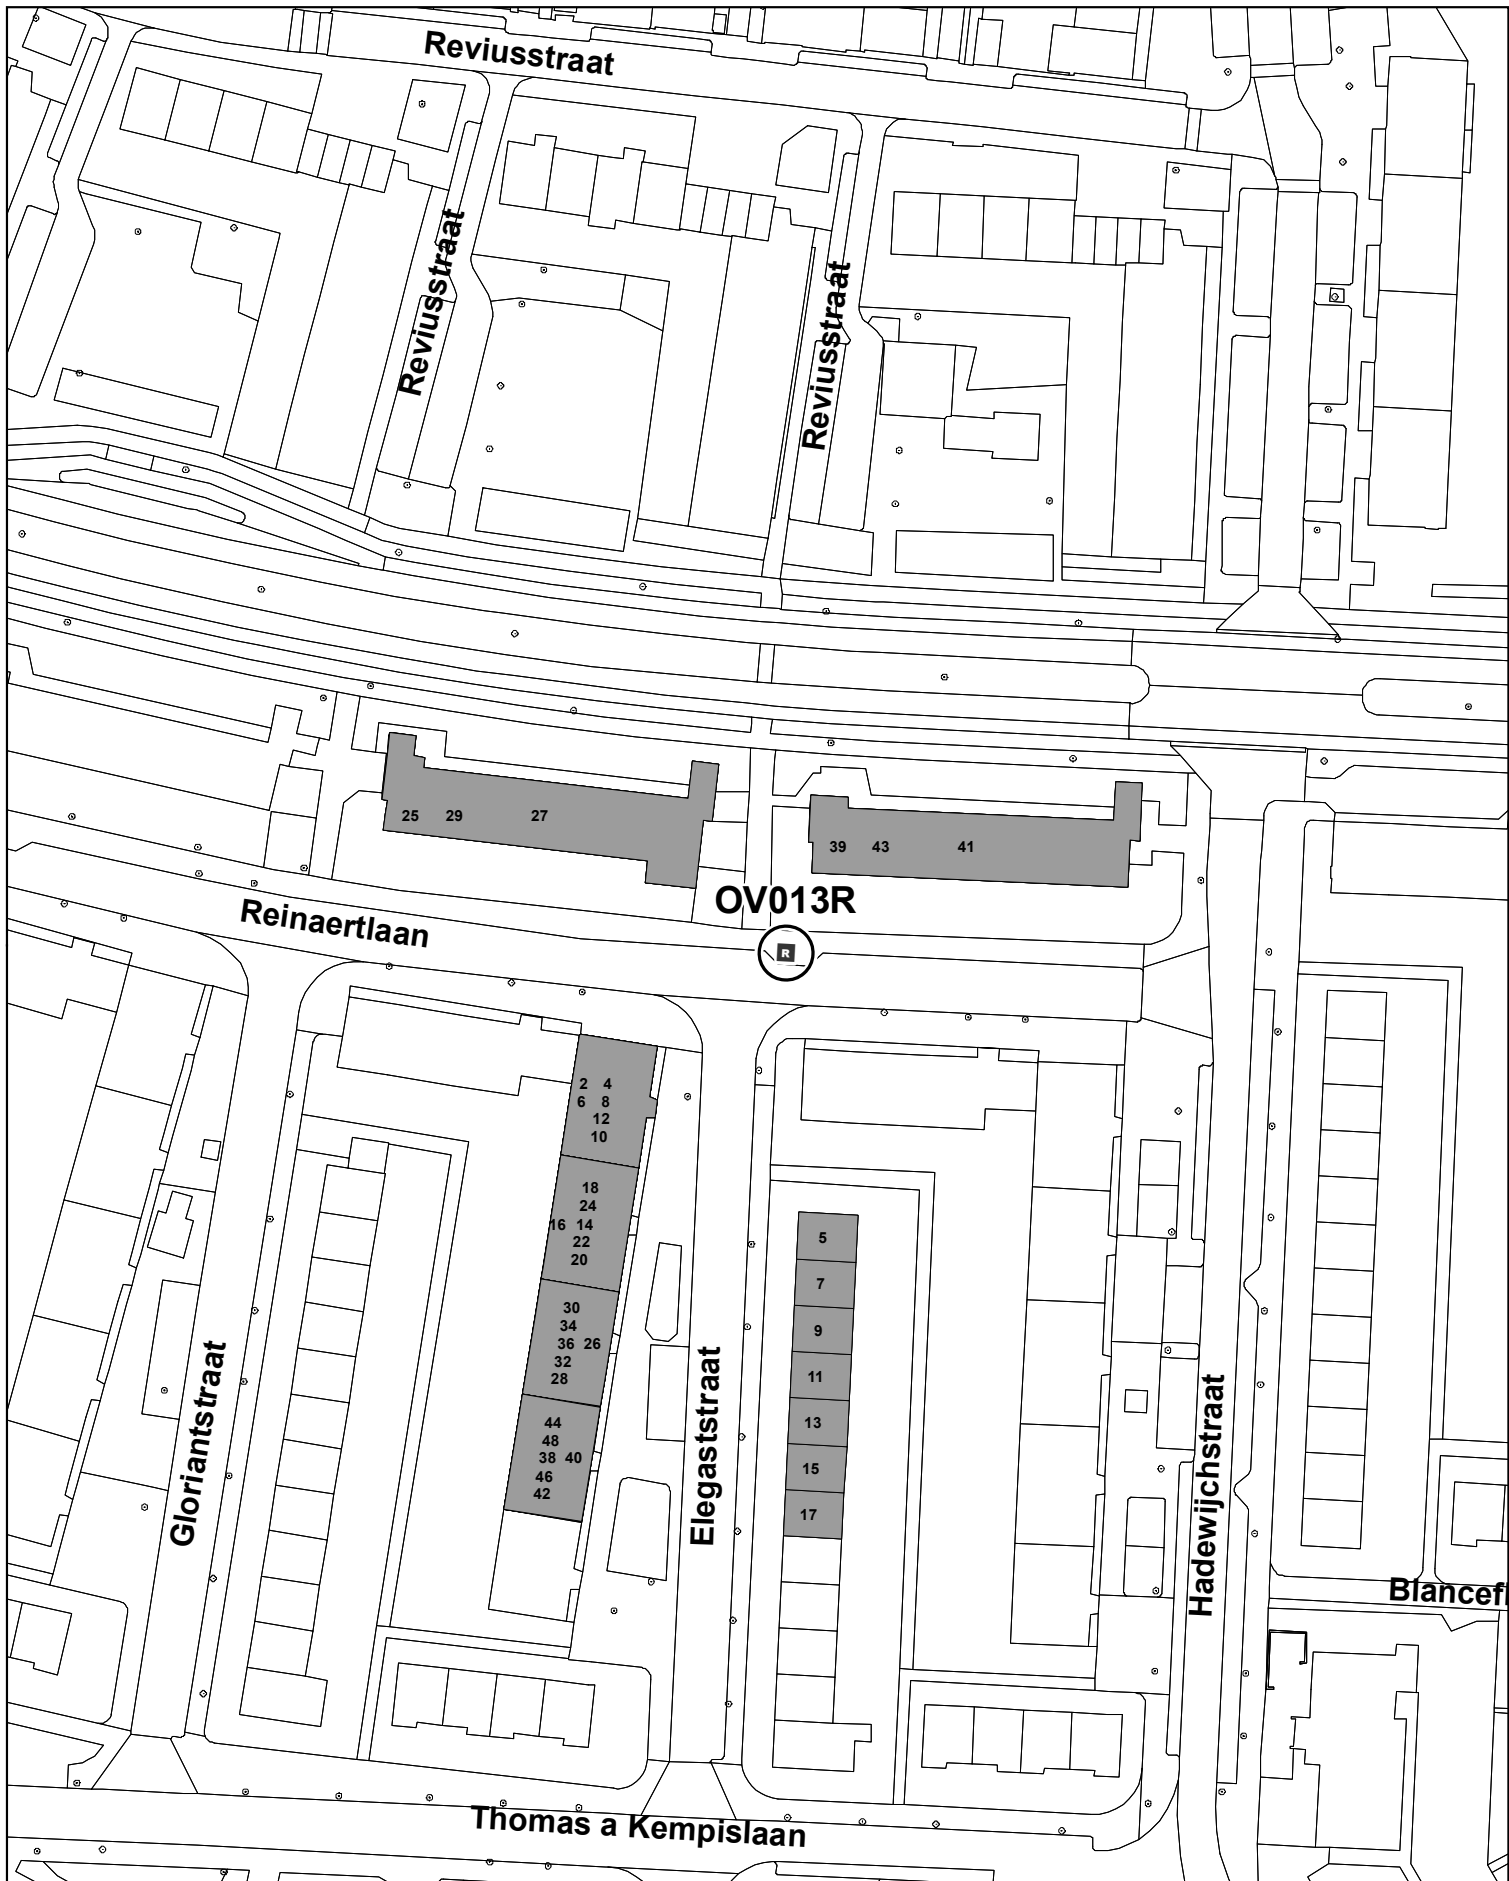 Reviusstraat
Reviusstraat
Reviusstraat
25 29 27
39 43 41
OV013R
R
Reinaertlaan
2 4
6 8
12
10
18
24
16 14
22
20
30
34
36 26
32
28
44
48
38 40
46
42
5
7
9
11
13
15
17
Gloriantstraat
Elegaststraat
Hadewijchstraat
Blancefl
Thomas a Kempislaan